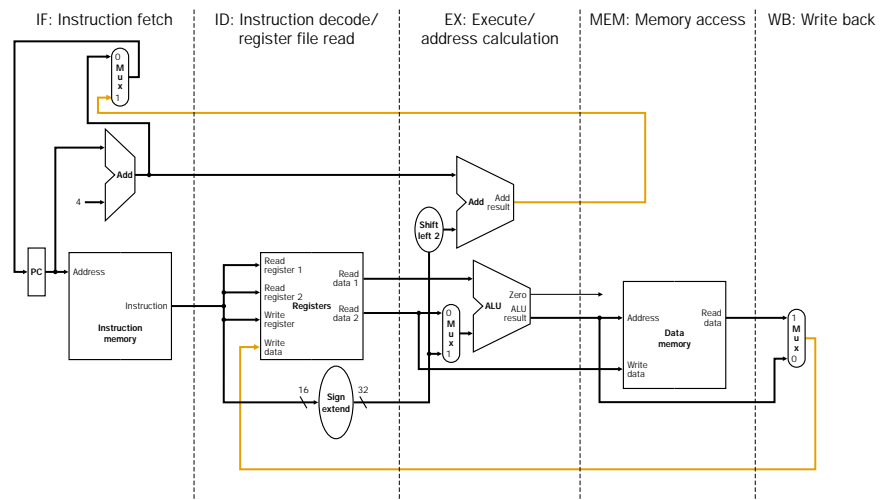 IF: Instruction fetch
ID: Instruction decode/
register file read
EX: Execute/
address calculation
MEM: Memory access
WB: Write back
0
M
u
x
1
Add
4
Add
Add
result
Shift
left 2
PC
Address
Instruction
Instruction
memory
Read
register 1
Read
register 2
Write
register
Write
data
Registers
Read
data 1
Read
data 2
0
M
u
x
1
Zero
ALU
ALU
result
Address
Write
data
Data
memory
Read
data
1
M
u
x
0
16
Sign
extend
32